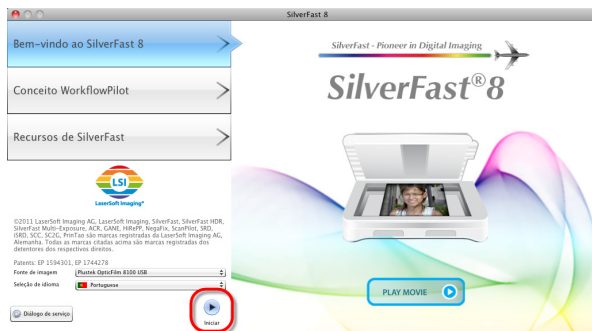 SilverFast 8
Bem-vindo ao SilverFast 8
Conceito WorkflowPilot
Recursos de SilverFast
LSI
LaserSoft Imaging®
©2011 LaserSoft Imaging AG, LaserSoft Imaging, SilverFast, SilverFast HDR,
SilverFast Multi-Exposure, ACR, GANE, HiRePP, NegaFix, ScanPilot, SRD,
ISRD, SCC, SC2G, PrinTao são marcas registradas da LaserSoft Imaging AG,
Alemanha. Todas as marcas citadas acima são marcas registradas dos
detentores dos respectivos direitos.
Patents: EP 1594301, EP 1744278
Fonte de imagem Plustek OpticFilm 8100 USB
Seleção de idioma Portuguese
Diálogo de serviço
Iniciar
SilverFast - Pioneer in Digital Imaging
SilverFast®8
PLAY MOVIE